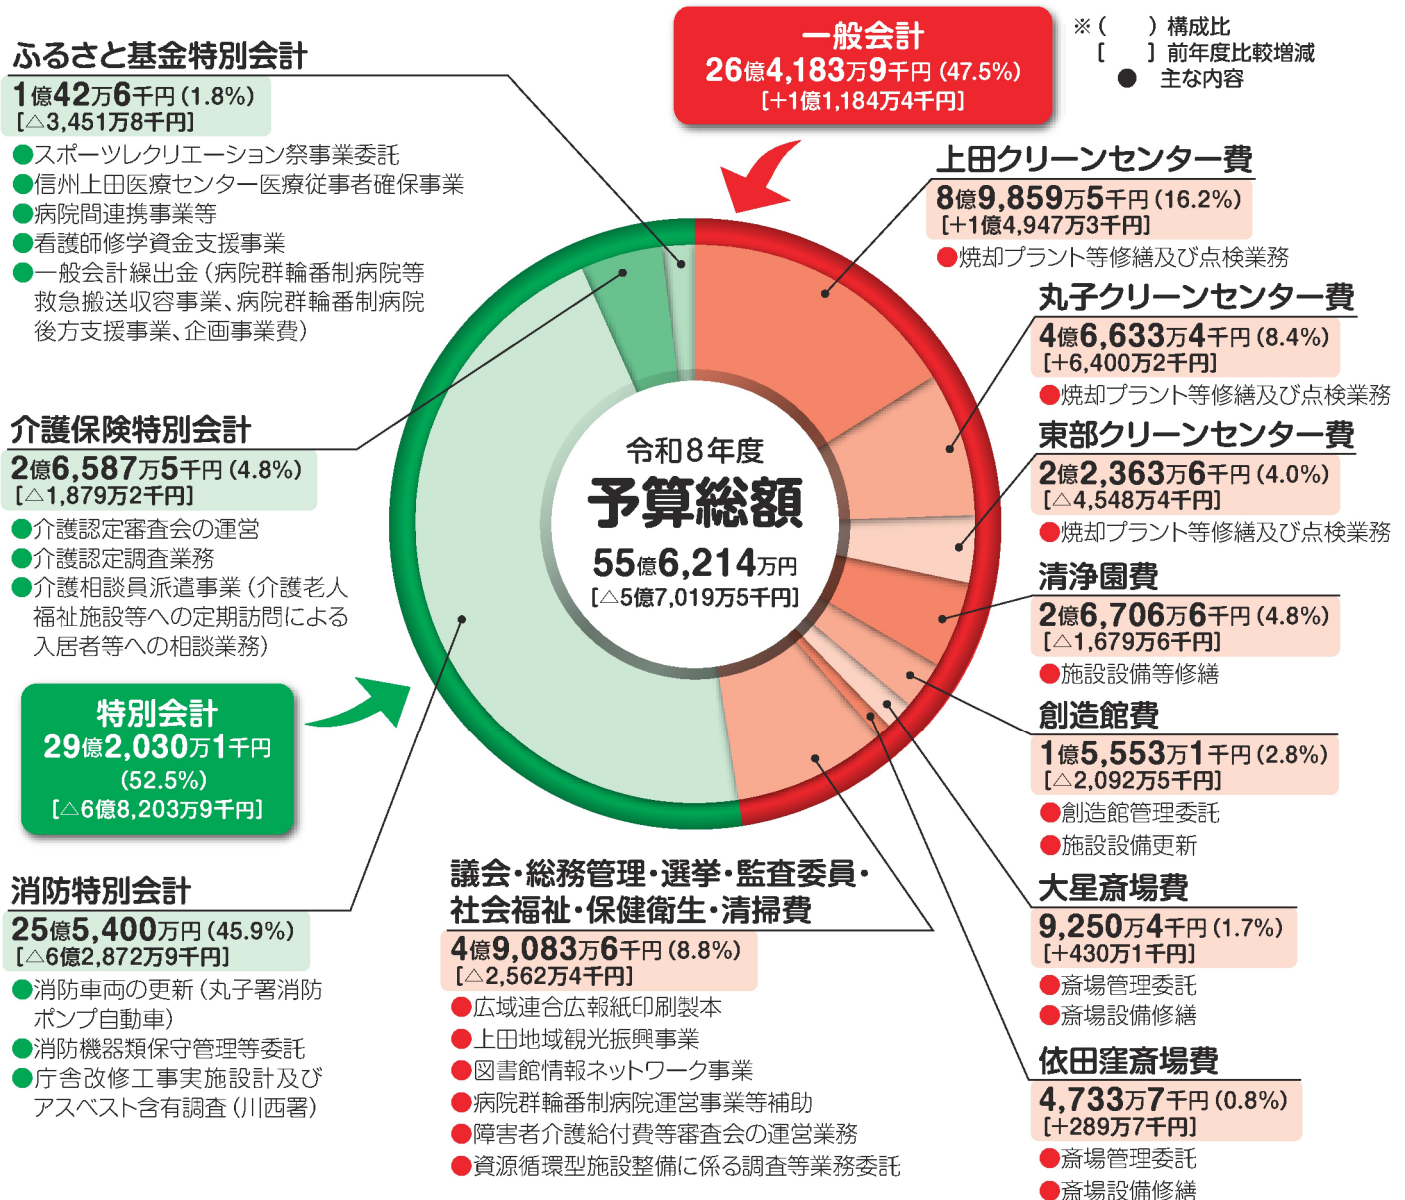 一般会計
26億4,183万9千円(47.5%)
[+1億1,184万4千円]
※(　　)構成比
[　　]前年度比較増減
● 主な内容
ふるさと基金特別会計
1億42万6千円(1.8%)
[△3,451万8千円]
●スポーツレクリエーション祭事業委託
●信州上田医療センター医療従事者確保事業
●病院間連携事業等
●看護師修学資金支援事業
●一般会計繰出金(病院群輪番制病院等
救急搬送収容事業、病院群輪番制病院
後方支援事業、企画事業費)
介護保険特別会計
2億6,587万5千円(4.8%)
[△1,879万2千円]
●介護認定審査会の運営
●介護認定調査業務
●介護相談員派遣事業(介護老人
福祉施設等への定期訪問による
入居者等への相談業務)
特別会計
29億2,030万1千円
(52.5%)
[△6億8,203万9千円]
消防特別会計
25億5,400万円(45.9%)
[△6億2,872万9千円]
●消防車両の更新(丸子署消防
ポンプ自動車)
●消防機器類保守管理等委託
●庁舎改修工事実施設計及び
アスベスト含有調査(川西署)
令和8年度
予算総額
55億6,214万円
[△5億7,019万5千円]
議会・総務管理・選挙・監査委員・
社会福祉・保健衛生・清掃費
4億9,083万6千円(8.8%)
[△2,562万4千円]
●広域連合広報紙印刷製本
●上田地域観光振興事業
●図書館情報ネットワーク事業
●病院群輪番制病院運営事業等補助
●障害者介護給付費等審査会の運営業務
●資源循環型施設整備に係る調査等業務委託
上田クリーンセンター費
8億9,859万5千円(16.2%)
[+1億4,947万3千円]
●焼却プラント等修繕及び点検業務
丸子クリーンセンター費
4億6,633万4千円(8.4%)
[+6,400万2千円]
●焼却プラント等修繕及び点検業務
東部クリーンセンター費
2億2,363万6千円(4.0%)
[△4,548万4千円]
●焼却プラント等修繕及び点検業務
清浄園費
2億6,706万6千円(4.8%)
[△1,679万6千円]
●施設設備等修繕
創造館費
1億5,553万1千円(2.8%)
[△2,092万5千円]
●創造館管理委託
●施設設備更新
大星斎場費
9,250万4千円(1.7%)
[+430万1千円]
●斎場管理委託
●斎場設備修繕
依田窪斎場費
4,733万7千円(0.8%)
[+289万7千円]
●斎場管理委託
●斎場設備修繕